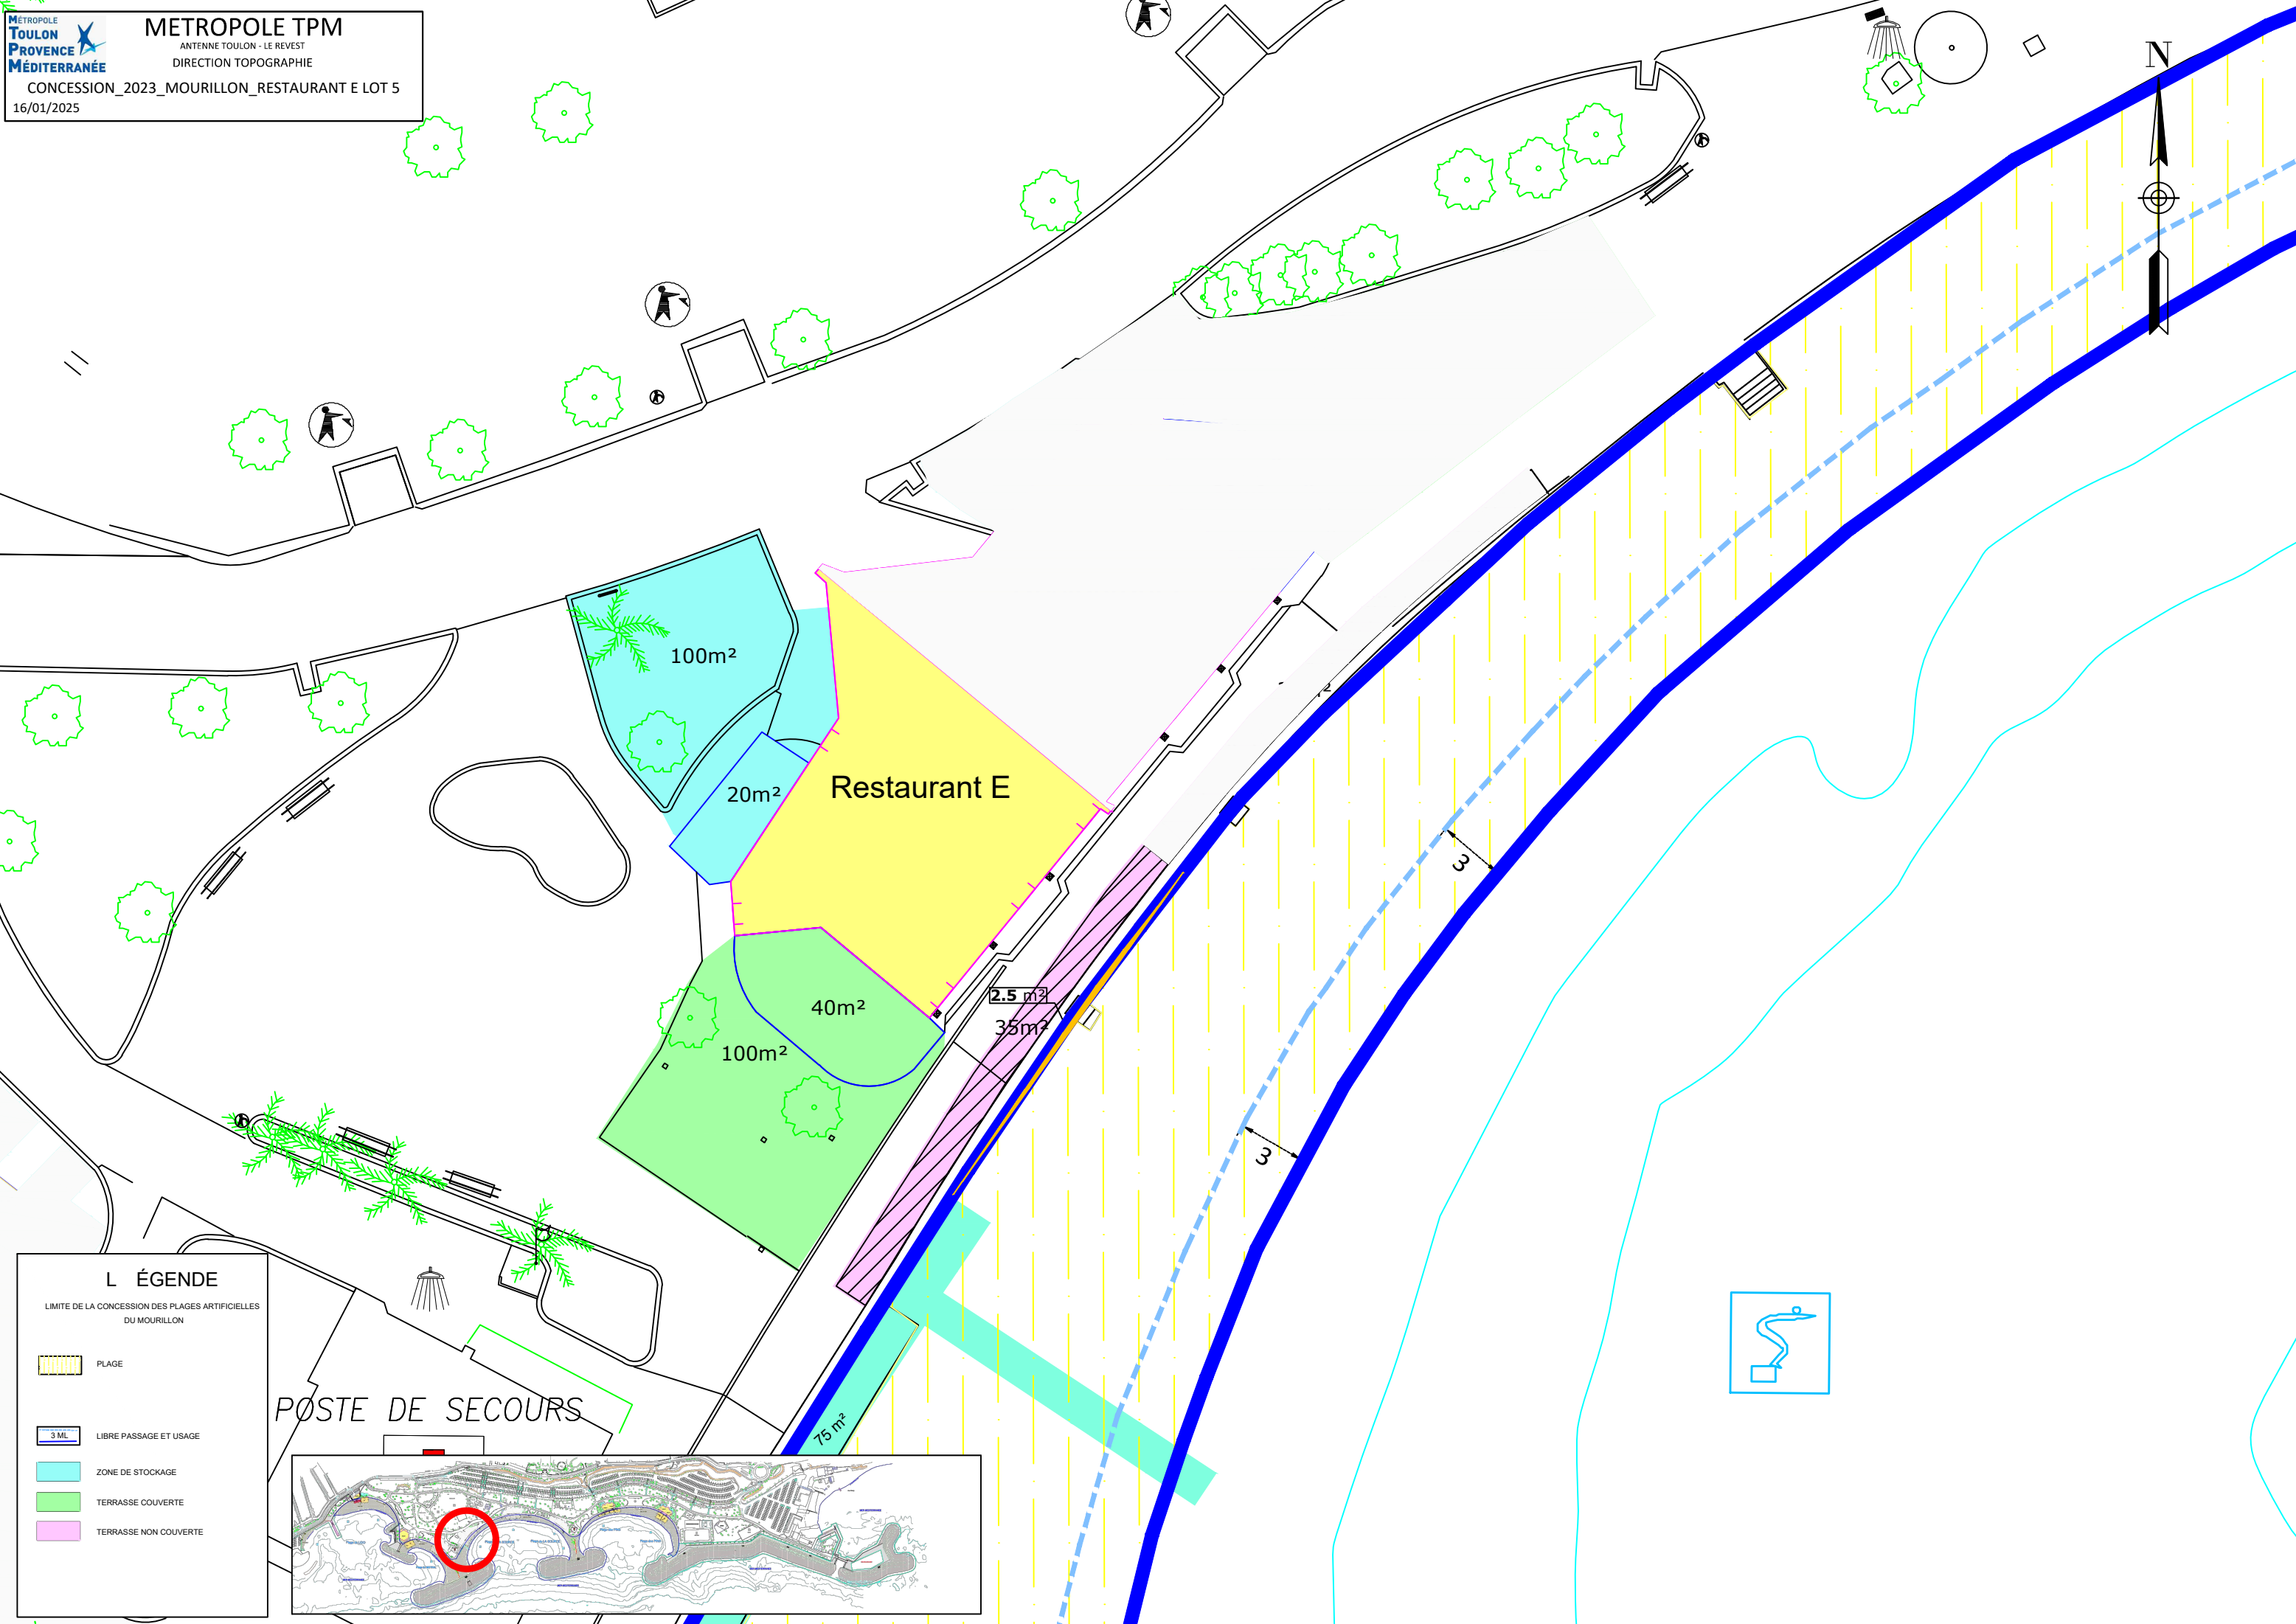 MÉTROPOLE
TOULON
PROVENCE
MÉDITERRANÉE
METROPOLE TPM
ANTENNE TOULON - LE REVEST
DIRECTION TOPOGRAPHIE
CONCESSION_2023_MOURILLON_RESTAURANT E LOT 5
16/01/2025
N
100m²
20m²
Restaurant E
40m²
100m²
2.5 m²
35m²
3
3
75 m²
POSTE DE SECOURS
L ÉGENDE
LIMITE DE LA CONCESSION DES PLAGES ARTIFICIELLES
DU MOURILLON
PLAGE
3 ML
LIBRE PASSAGE ET USAGE
ZONE DE STOCKAGE
TERRASSE COUVERTE
TERRASSE NON COUVERTE